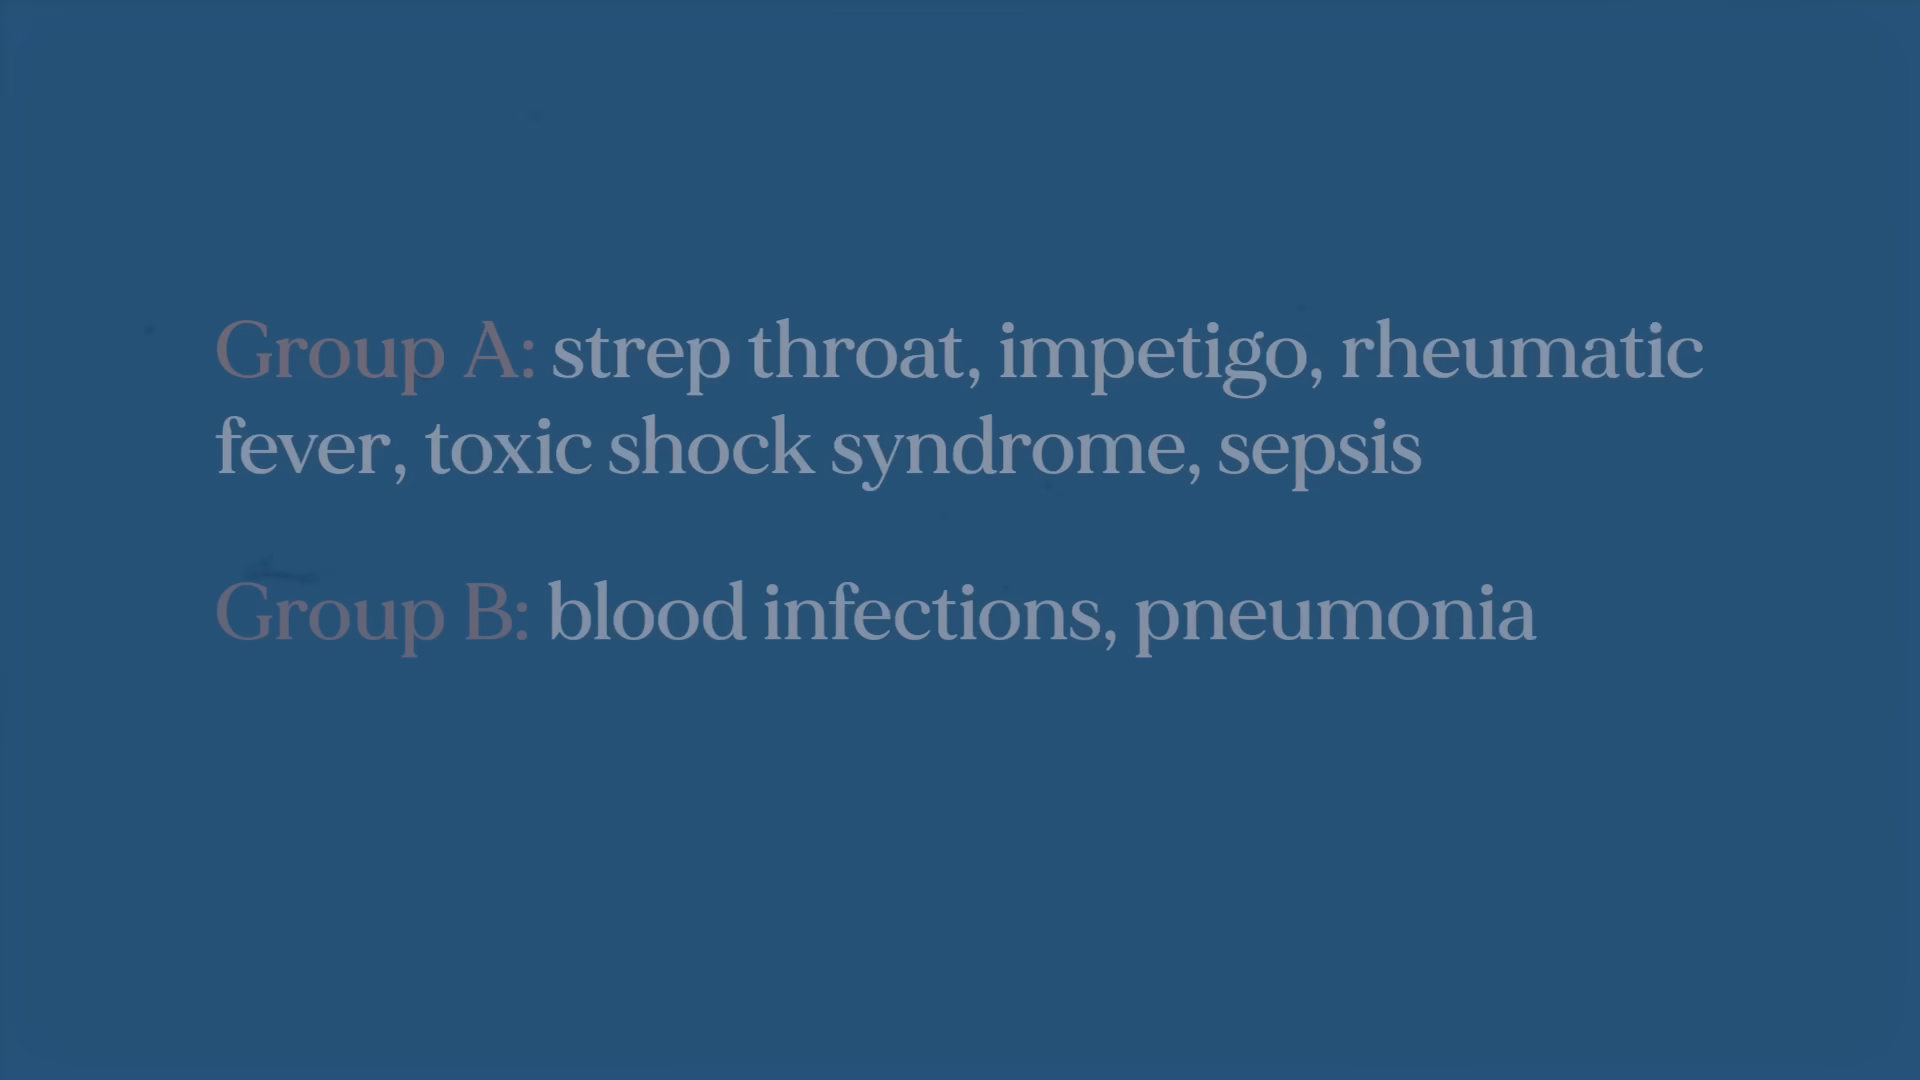 Group A: strep throat, impetigo, rheumatic
fever, toxic shock syndrome, sepsis
Group B: blood infections, pneumonia